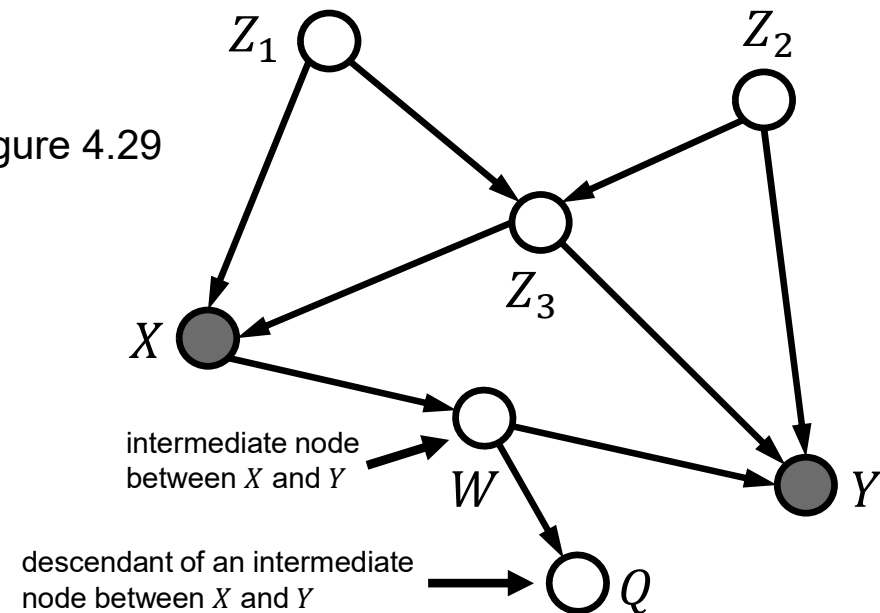 Z₁
Z₂
gure 4.29
Z₃
X
intermediate node
between X and Y
W
Y
descendant of an intermediate
node between X and Y
Q